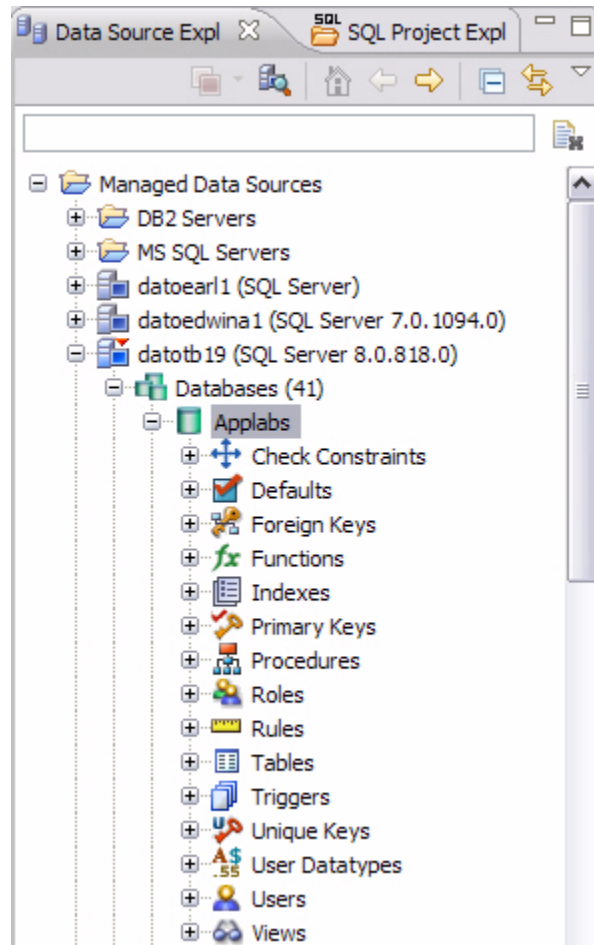 Data Source Expl SQL SQL Project Expl
Managed Data Sources
DB2 Servers
MS SQL Servers
datoearl1 (SQL Server)
datoedwina1 (SQL Server 7.0.1094.0)
datotb19 (SQL Server 8.0.818.0)
Databases (41)
Applabs
Check Constraints
Defaults
Foreign Keys
fx Functions
Indexes
Primary Keys
Procedures
Roles
Rules
Tables
Triggers
U Unique Keys
A$.55 User Datatypes
Users
Views